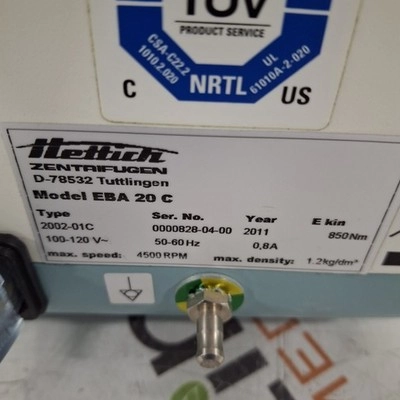 TÜV
PRODUCT SERVICE
CSA-C22.2
1010 2.020
UL
61010A-2-020
NRTL
C US
Hettich
ZENTRIFUGEN
D-78532 Tuttlingen
Model EBA 20 C
Type Ser. No. Year E kin
2002-01C 0000828-04-00 2011 850Nm
100-120 V~ 50-60 Hz 0,8A
max. speed: 4500 RPM max. density: 1.2kg/dm³